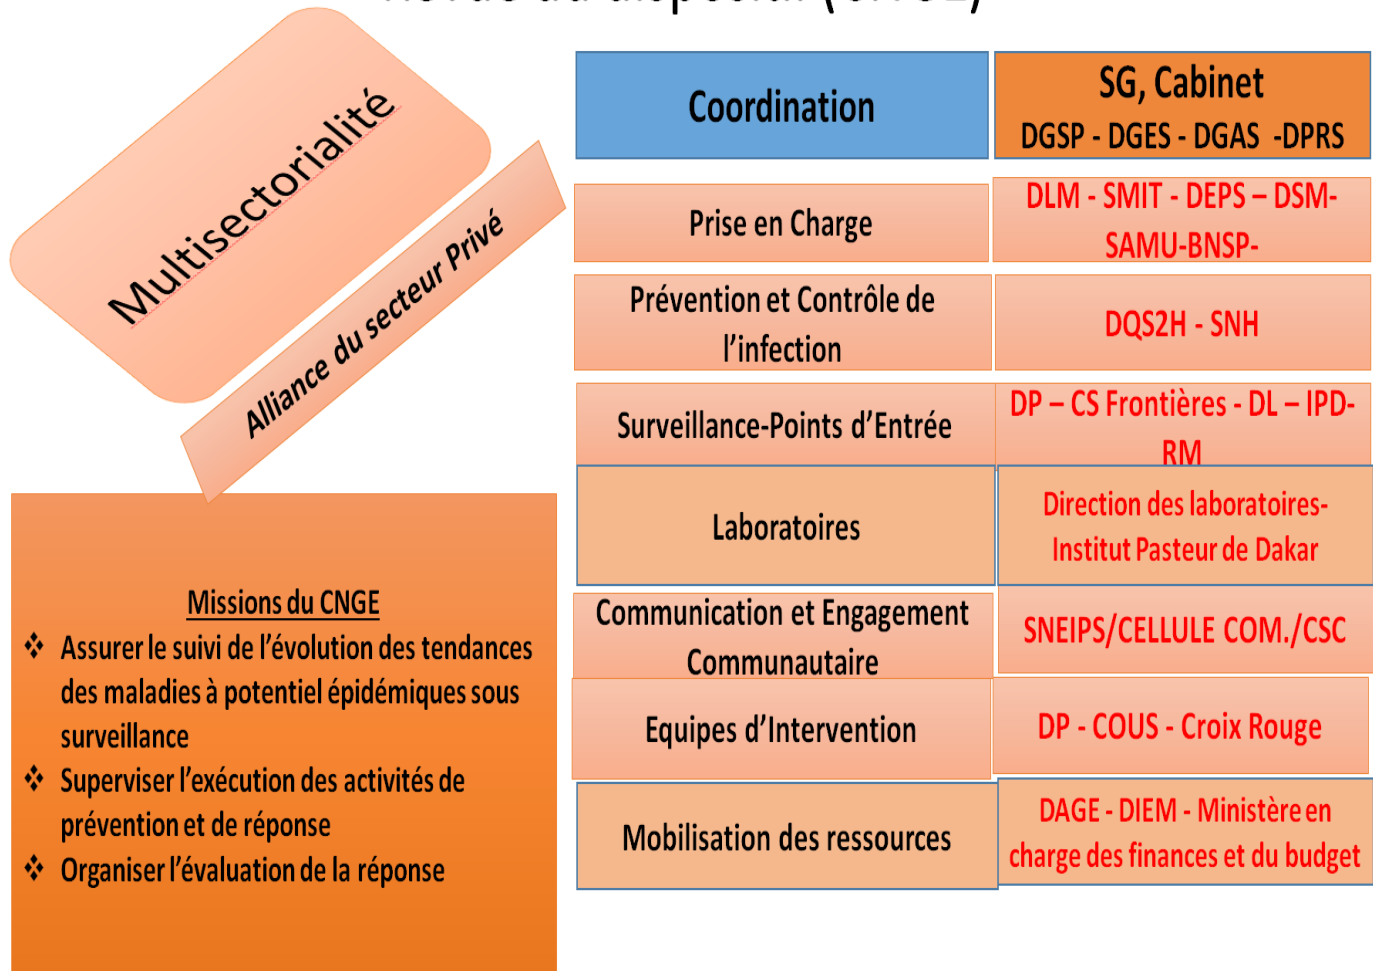 Revue du dispositif (CNGE)
Multisectorialité
Alliance du secteur Privé
Coordination
SG, Cabinet
DGSP - DGES - DGAS -DPRS
Prise en Charge
DLM - SMIT - DEPS – DSM-
SAMU-BNSP-
Prévention et Contrôle de
l’infection
DQS2H - SNH
Surveillance-Points d’Entrée
DP – CS Frontières - DL – IPD-
RM
Laboratoires
Direction des laboratoires-
Institut Pasteur de Dakar
Communication et Engagement
Communautaire
SNEIPS/CELLULE COM./CSC
Equipes d’Intervention
DP - COUS - Croix Rouge
Mobilisation des ressources
DAGE - DIEM - Ministère en
charge des finances et du budget
Missions du CNGE
❖ Assurer le suivi de l’évolution des tendances
des maladies à potentiel épidémiques sous
surveillance
❖ Superviser l’exécution des activités de
prévention et de réponse
❖ Organiser l’évaluation de la réponse